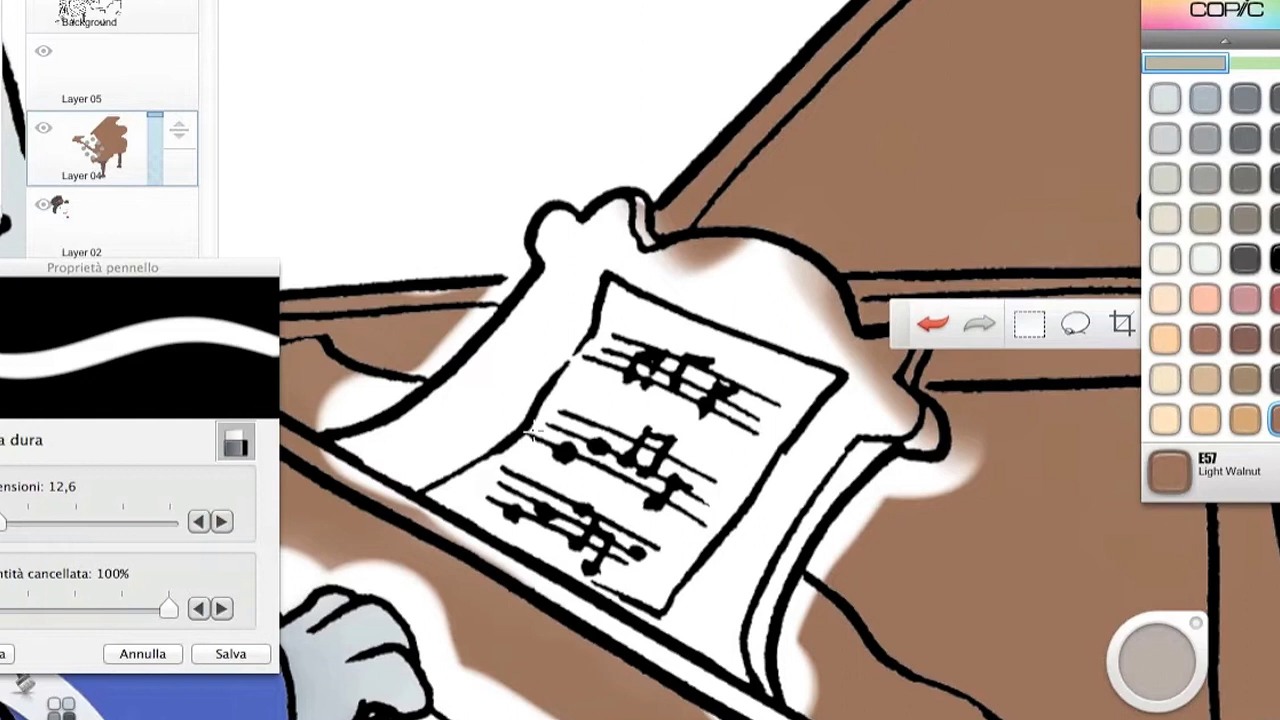 Background
COPIC
Layer 05
Layer 04
Layer 02
Proprietà pennello
a dura
ensioni: 12,6
E57
Light Walnut
ntità cancellata: 100%
a
Annulla
Salva